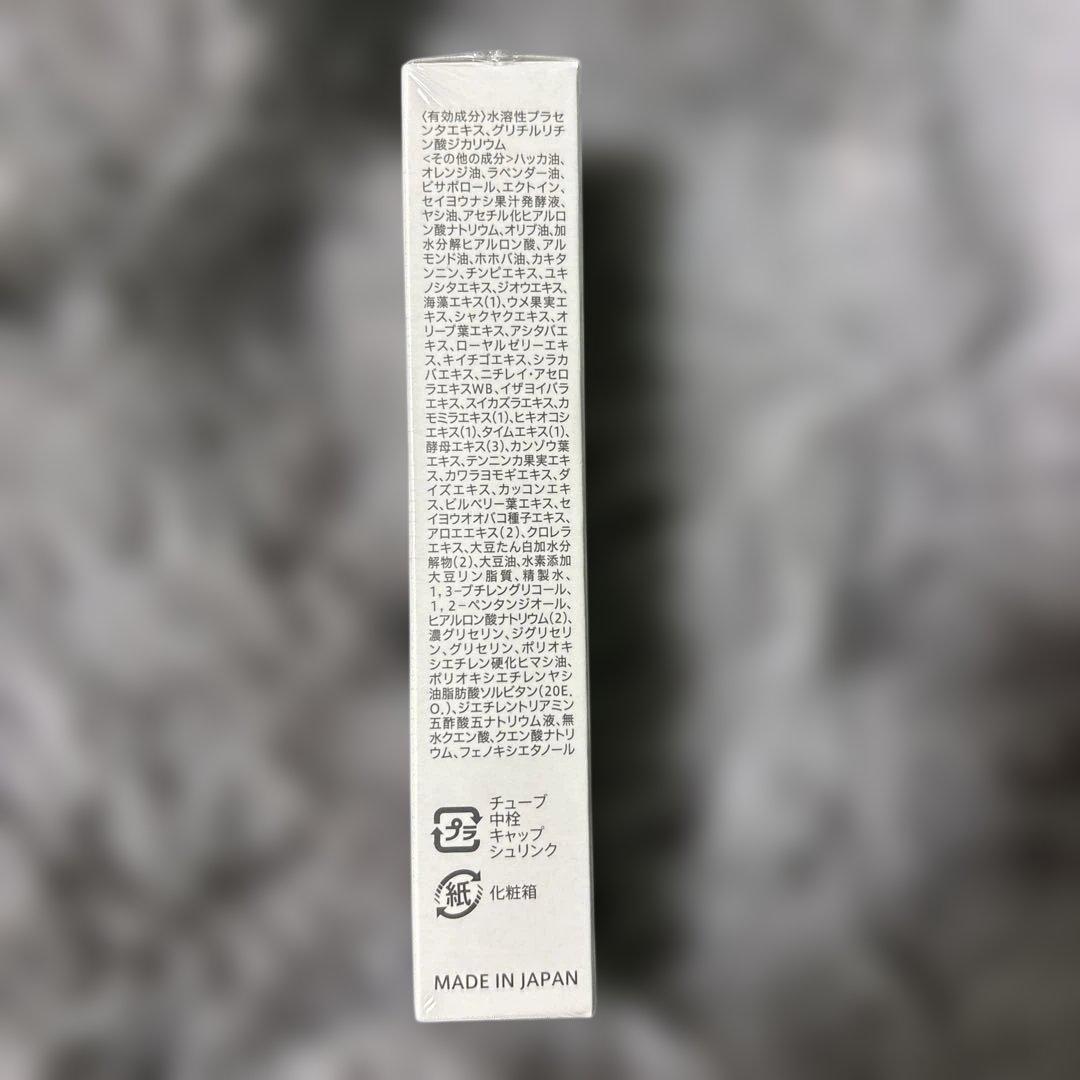 〈有効成分〉水溶性プラセ
ンタエキス、グリチルリチ
ン酸ジカリウム
<その他の成分>ハッカ油、
オレンジ油、ラベンダー油、
ビサボロール、エクトイン、
セイヨウナシ果汁発酵液、
ヤシ油、アセチル化ヒアルロ
ン酸ナトリウム、オリブ油、加
水分解ヒアルロン酸、アル
モンド油、ホホバ油、カキタ
ンニン、チンピエキス、ユキ
ノシタエキス、ジオウエキス、
海藻エキス(1)、ウメ果実エ
キス、シャクヤクエキス、オ
リーブ葉エキス、アシタバエ
キス、ローヤルゼリーエキ
ス、キイチゴエキス、シラカ
バエキス、ニチレイ・アセロ
ラエキスWB、イザヨイバラ
エキス、スイカズラエキス、カ
モミラエキス(1)、ヒキオコシ
エキス(1)、タイムエキス(1)、
酵母エキス(3)、カンゾウ葉
エキス、テンニンカ果実エキ
ス、カワラヨモギエキス、ダ
イズエキス、カッコンエキ
ス、ビルベリー葉エキス、セ
イヨウオオバコ種子エキス、
アロエエキス(2)、クロレラ
エキス、大豆たん白加水分
解物(2)、大豆油、水素添加
大豆リン脂質、精製水、
1,3−ブチレングリコール、
1,2−ペンタンジオール、
ヒアルロン酸ナトリウム(2)、
濃グリセリン、ジグリセリ
ン、グリセリン、ポリオキ
シエチレン硬化ヒマシ油、
ポリオキシエチレンヤシ
油脂肪酸ソルビタン(20E.
O.)、ジエチレントリアミン
五酢酸五ナトリウム液、無
水クエン酸、クエン酸ナトリ
ウム、フェノキシエタノール
プラ
チューブ
中栓
キャップ
シュリンク
紙
化粧箱
MADE IN JAPAN